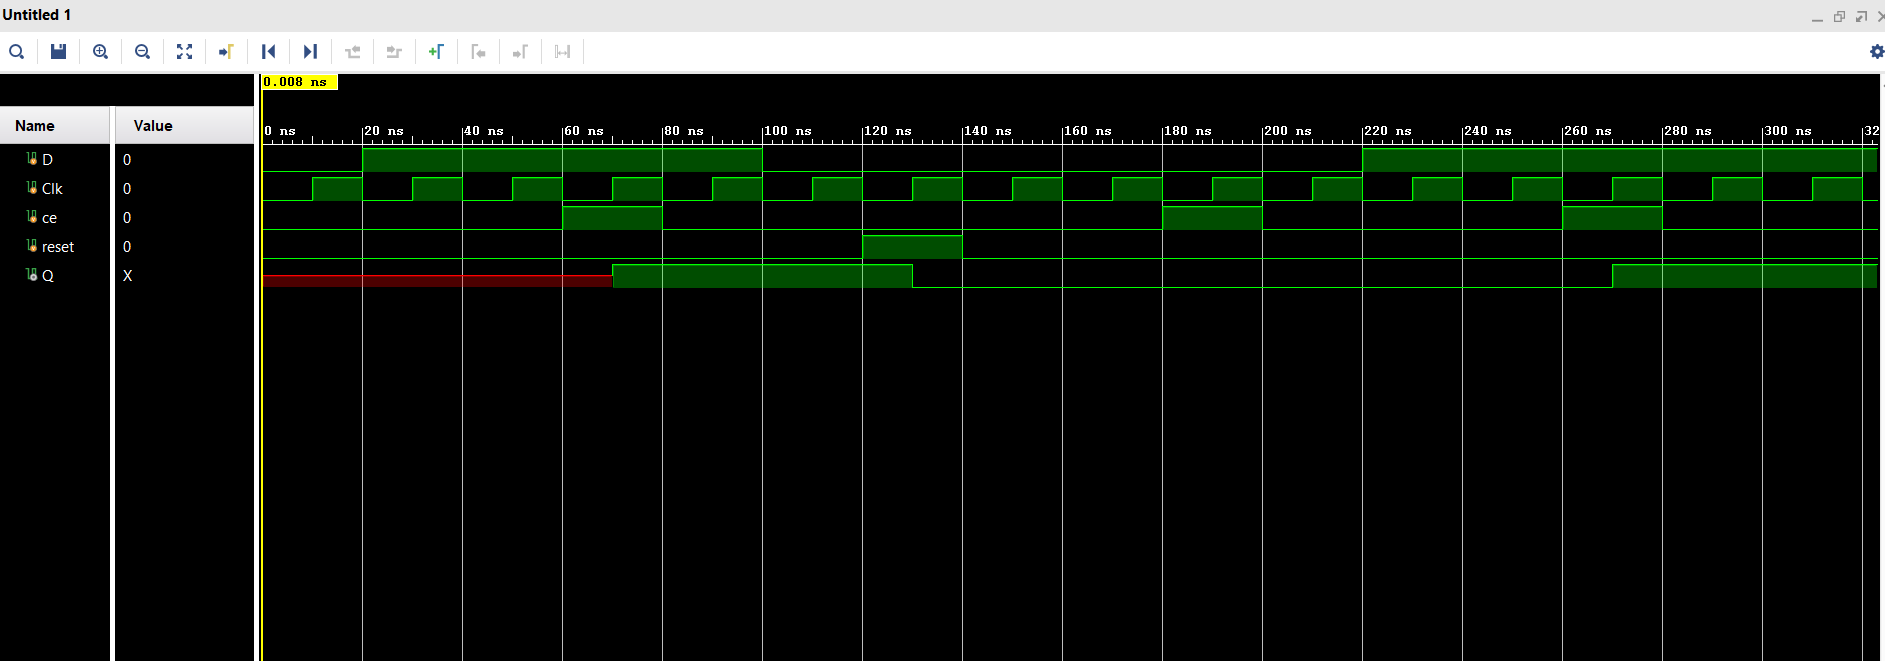 Untitled 1
0.008 ns
Name Value
0 ns 20 ns 40 ns 60 ns 80 ns 100 ns 120 ns 140 ns 160 ns 180 ns 200 ns 220 ns 240 ns 260 ns 280 ns 300 ns 32
D 0
Clk 0
ce 0
reset 0
Q X